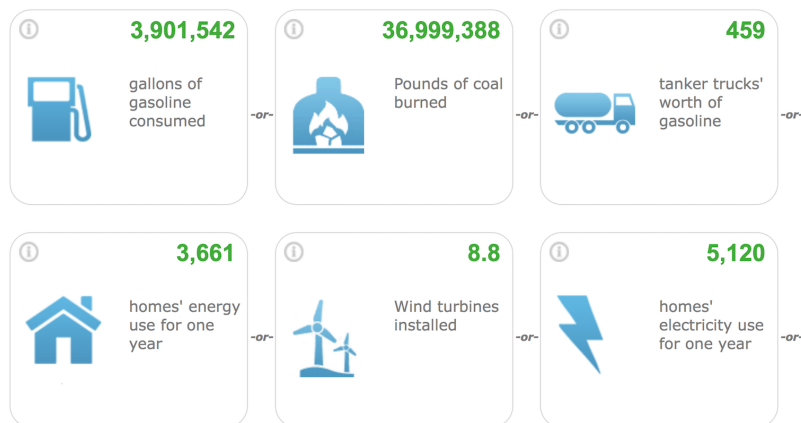 3,901,542
gallons of
gasoline
consumed
-or-
36,999,388
Pounds of coal
burned
-or-
459
tanker trucks'
worth of
gasoline
-or-
3,661
homes' energy
use for one
year
-or-
8.8
Wind turbines
installed
-or-
5,120
homes'
electricity use
for one year
-or-